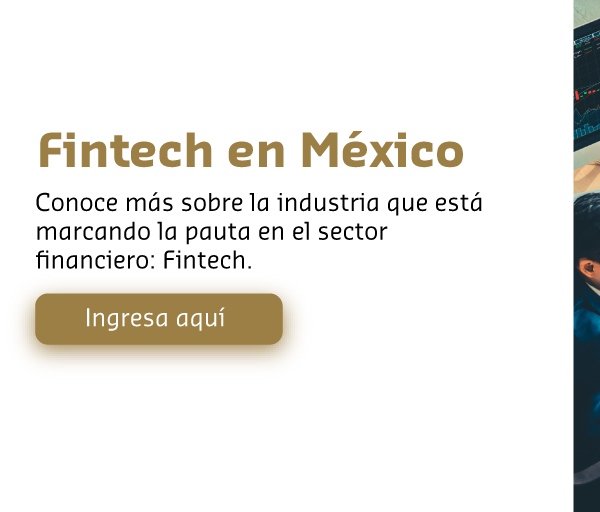 Fintech en México
Conoce más sobre la industria que está
marcando la pauta en el sector
financiero: Fintech.
Ingresa aquí